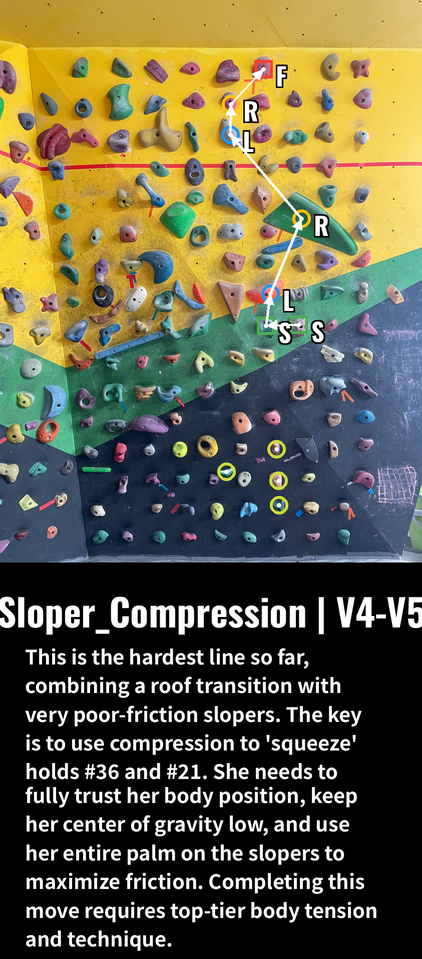 F
R
L
R
L
S S
Sloper_Compression | V4-V5
This is the hardest line so far,
combining a roof transition with
very poor-friction slopers. The key
is to use compression to 'squeeze'
holds #36 and #21. She needs to
fully trust her body position, keep
her center of gravity low, and use
her entire palm on the slopers to
maximize friction. Completing this
move requires top-tier body tension
and technique.